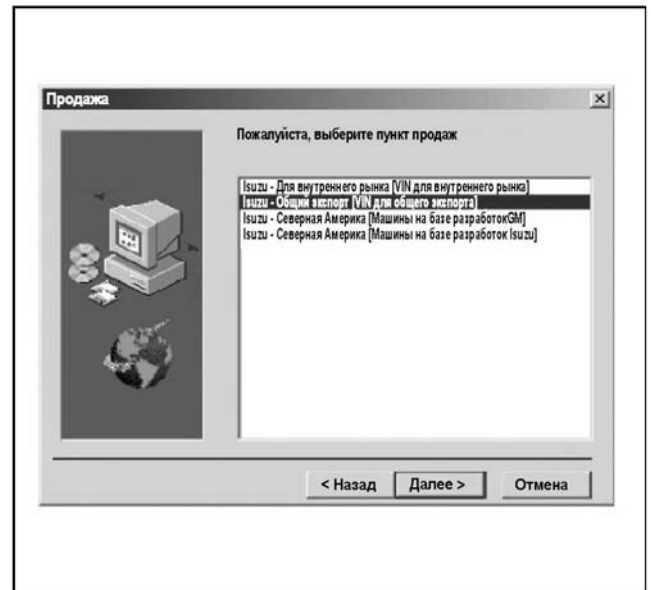 Продажа
Пожалуйста, выберите пункт продаж
Isuzu - Для внутреннего рынка [VIN для внутреннего рынка]
Isuzu - Общий экспорт [VIN для общего экспорта]
Isuzu - Северная Америка [Машины на базе разработокGM]
Isuzu - Северная Америка [Машины на базе разработок Isuzu]
< Назад
Далее >
Отмена